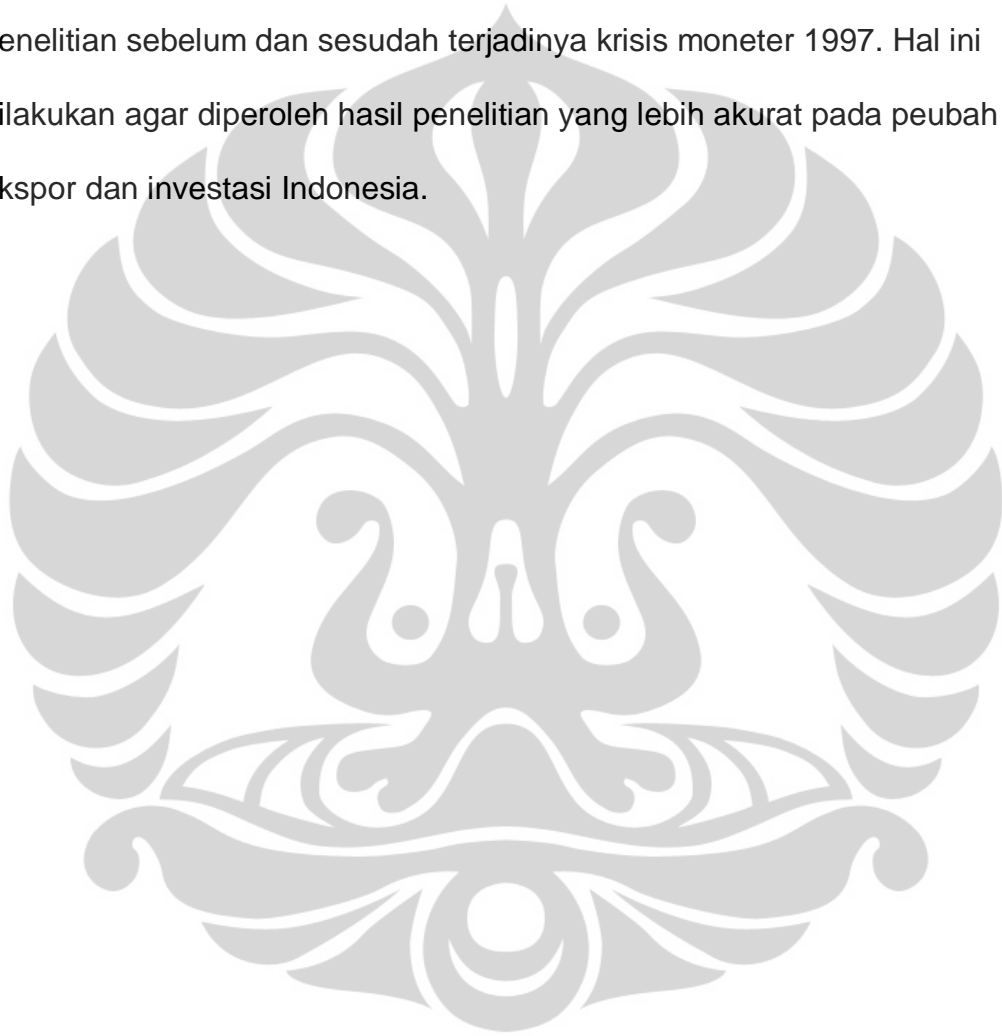 enelitian sebelum dan sesudah terjadinya krisis moneter 1997. Hal ini
ilakukan agar diperoleh hasil penelitian yang lebih akurat pada peubah
kspor dan investasi Indonesia.